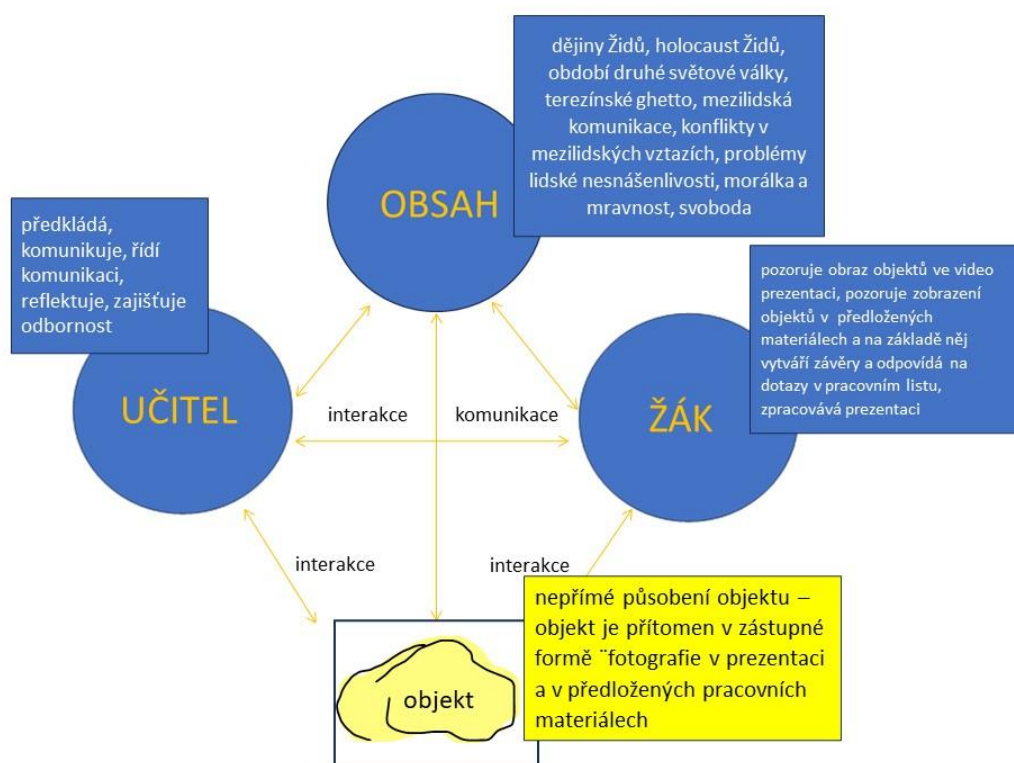 dějiny Židů, holocaust Židů,
období druhé světové války,
terezínské ghetto, mezilidská
komunikace, konflikty v
mezilidských vztazích, problémy
lidské nesnášenlivosti, morálka a
mravnost, svoboda
OBSAH
předkládá,
komunikuje, řídí
komunikaci,
reflektuje, zajišťuje
odbornost
UČITEL
pozoruje obraz objektů ve video
prezentaci, pozoruje zobrazení
objektů v předložených
materiálech a na základě něj
vytváří závěry a odpovídá na
dotazy v pracovním listu,
zpracovává prezentaci
ŽÁK
interakce
komunikace
interakce
interakce
nepřímé působení objektu –
objekt je přítomen v zástupné
formě ¨fotografie v prezentaci
a v předložených pracovních
materiálech
objekt